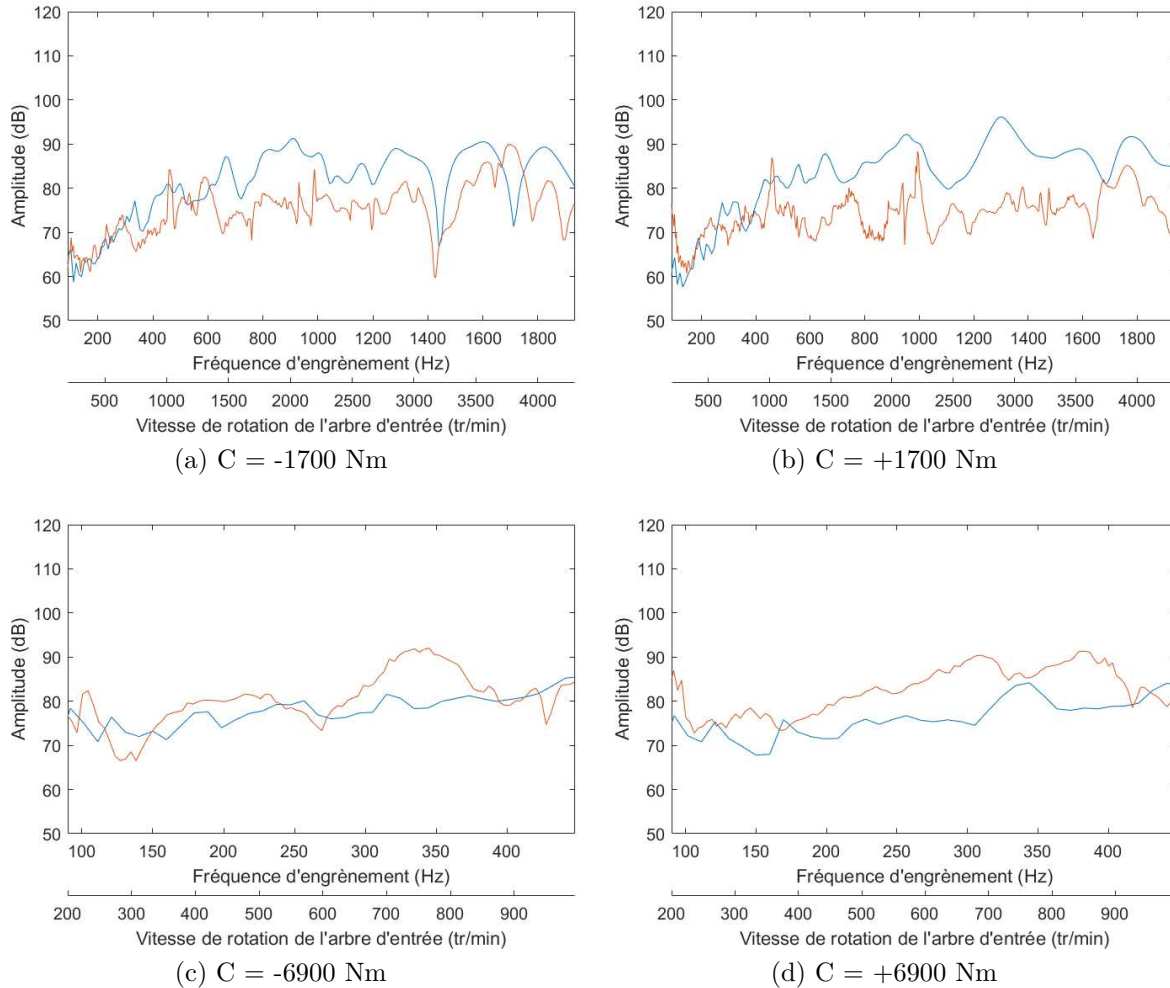 120
110
100
90
80
70
60
50
Amplitude (dB)
200 400 600 800 1000 1200 1400 1600 1800
Fréquence d'engrènement (Hz)
500 1000 1500 2000 2500 3000 3500 4000
Vitesse de rotation de l'arbre d'entrée (tr/min)
(a) C = -1700 Nm
120
110
100
90
80
70
60
50
Amplitude (dB)
200 400 600 800 1000 1200 1400 1600 1800
Fréquence d'engrènement (Hz)
500 1000 1500 2000 2500 3000 3500 4000
Vitesse de rotation de l'arbre d'entrée (tr/min)
(b) C = +1700 Nm
120
110
100
90
80
70
60
50
Amplitude (dB)
100 150 200 250 300 350 400
Fréquence d'engrènement (Hz)
200 300 400 500 600 700 800 900
Vitesse de rotation de l'arbre d'entrée (tr/min)
(c) C = -6900 Nm
120
110
100
90
80
70
60
50
Amplitude (dB)
100 150 200 250 300 350 400
Fréquence d'engrènement (Hz)
200 300 400 500 600 700 800 900
Vitesse de rotation de l'arbre d'entrée (tr/min)
(d) C = +6900 Nm